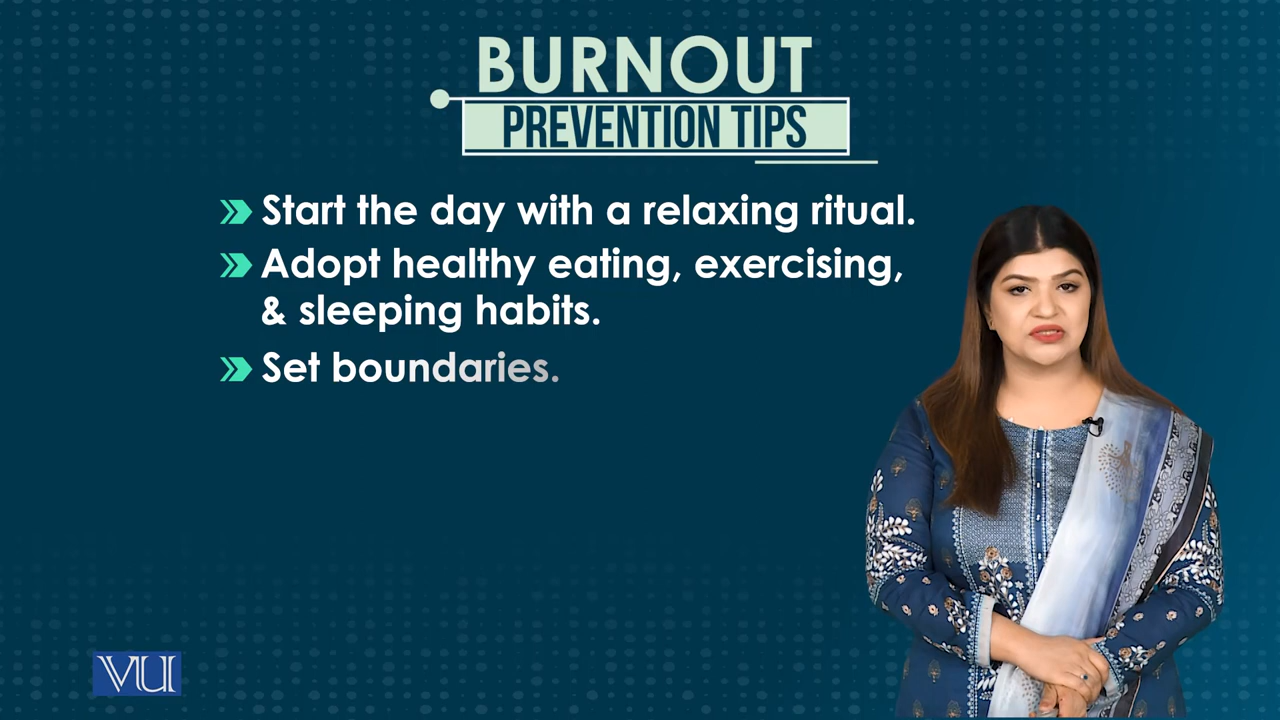 BURNOUT
PREVENTION TIPS
Start the day with a relaxing ritual.
Adopt healthy eating, exercising,
& sleeping habits.
Set boundaries.
VU